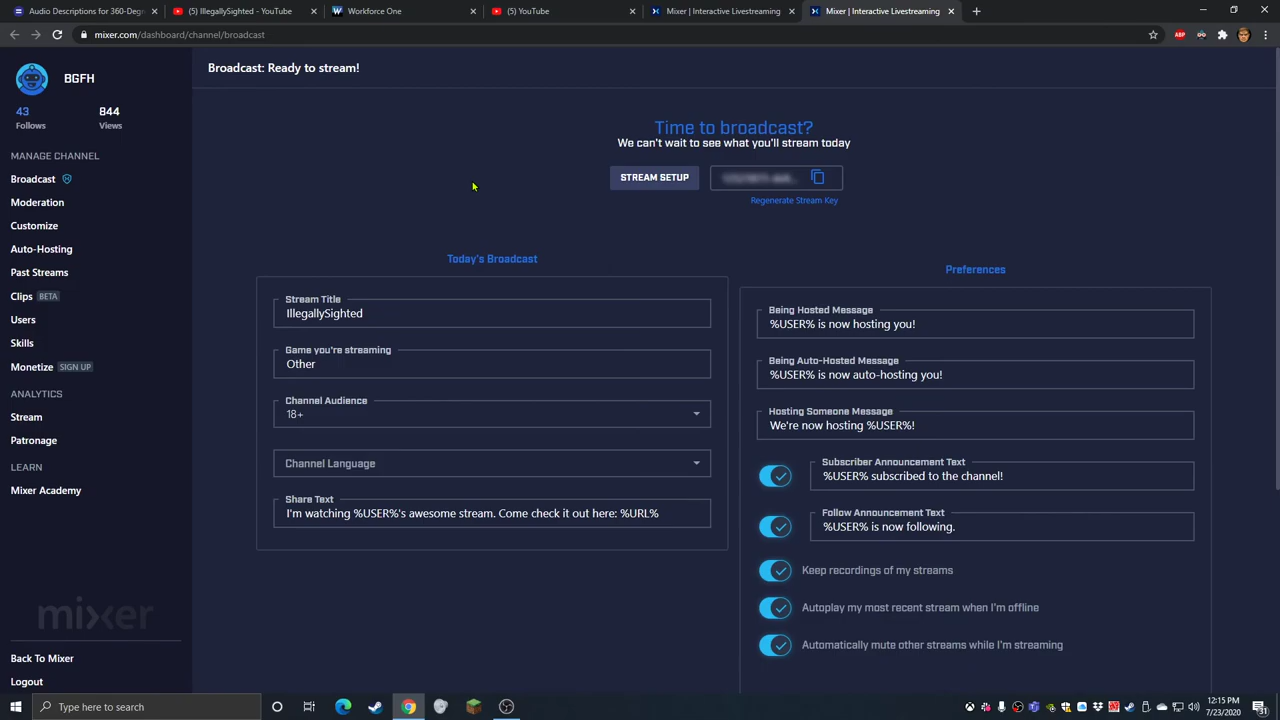 Audio Descriptions for 360-Degr
(5) IllegallySighted - YouTube
Workforce One
(5) YouTube
Mixer | Interactive Livestreaming
Mixer | Interactive Livestreaming
mixer.com/dashboard/channel/broadcast
ABP
BGFH
43
844
Follows
Views
MANAGE CHANNEL
Broadcast
Moderation
Customize
Auto-Hosting
Past Streams
Clips BETA
Users
Skills
Monetize SIGN UP
ANALYTICS
Stream
Patronage
LEARN
Mixer Academy
mixer
Back To Mixer
Logout
Broadcast: Ready to stream!
Time to broadcast?
We can't wait to see what you'll stream today
STREAM SETUP
Regenerate Stream Key
Today's Broadcast
Stream Title
IllegallySighted
Game you're streaming
Other
Channel Audience
18+
Channel Language
Share Text
I'm watching %USER%'s awesome stream. Come check it out here: %URL%
Preferences
Being Hosted Message
%USER% is now hosting you!
Being Auto-Hosted Message
%USER% is now auto-hosting you!
Hosting Someone Message
We're now hosting %USER%!
Subscriber Announcement Text
%USER% subscribed to the channel!
Follow Announcement Text
%USER% is now following.
Keep recordings of my streams
Autoplay my most recent stream when I'm offline
Automatically mute other streams while I'm streaming
Type here to search
12:15 PM
7/23/2020